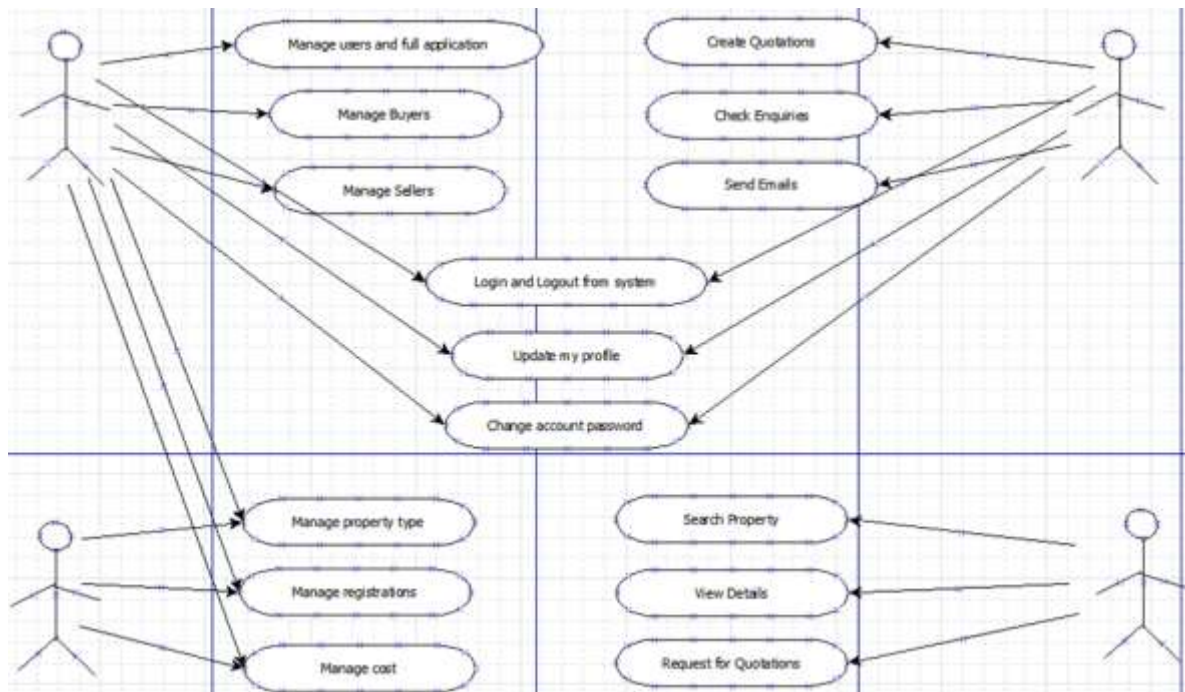 Manage users and full application
Create Quotations
Manage Buyers
Check Enquiries
Manage Sellers
Send Emails
Login and Logout from system
Update my profile
Change account password
Manage property type
Search Property
Manage registrations
View Details
Manage cost
Request for Quotations